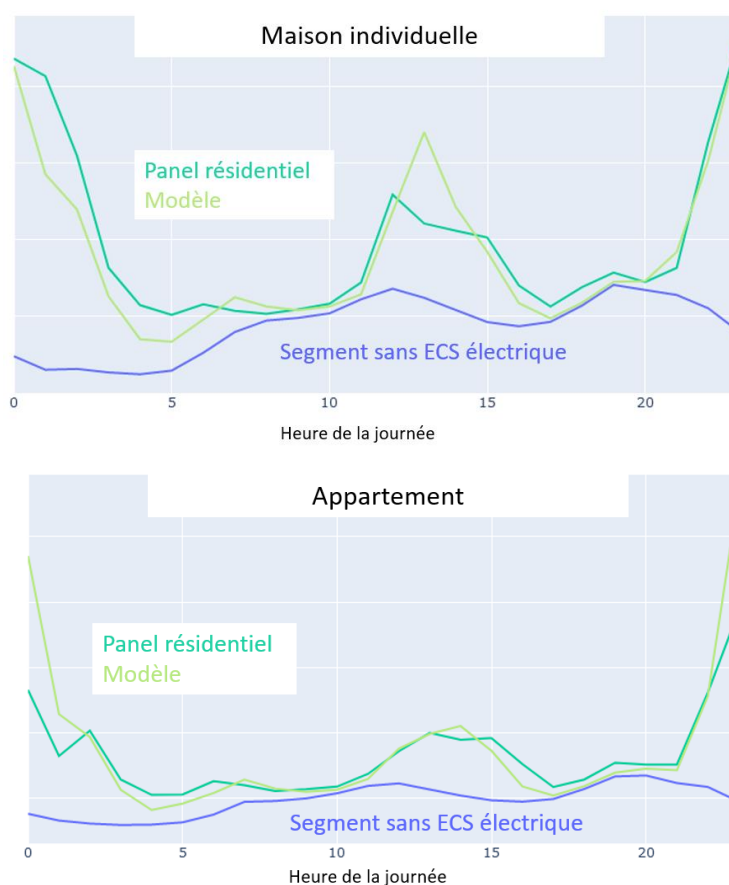 Maison individuelle
Panel résidentiel
Modèle
Segment sans ECS électrique
0 5 10 15 20
Heure de la journée
Appartement
Panel résidentiel
Modèle
Segment sans ECS électrique
0 5 10 15 20
Heure de la journée